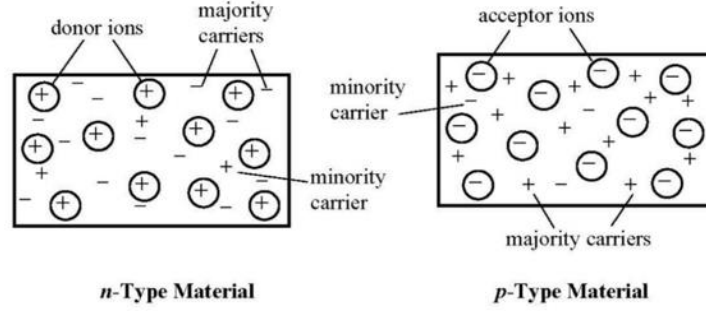 donor ions
majority
carriers
minority
carrier
n-Type Material
acceptor ions
minority
carrier
majority carriers
p-Type Material